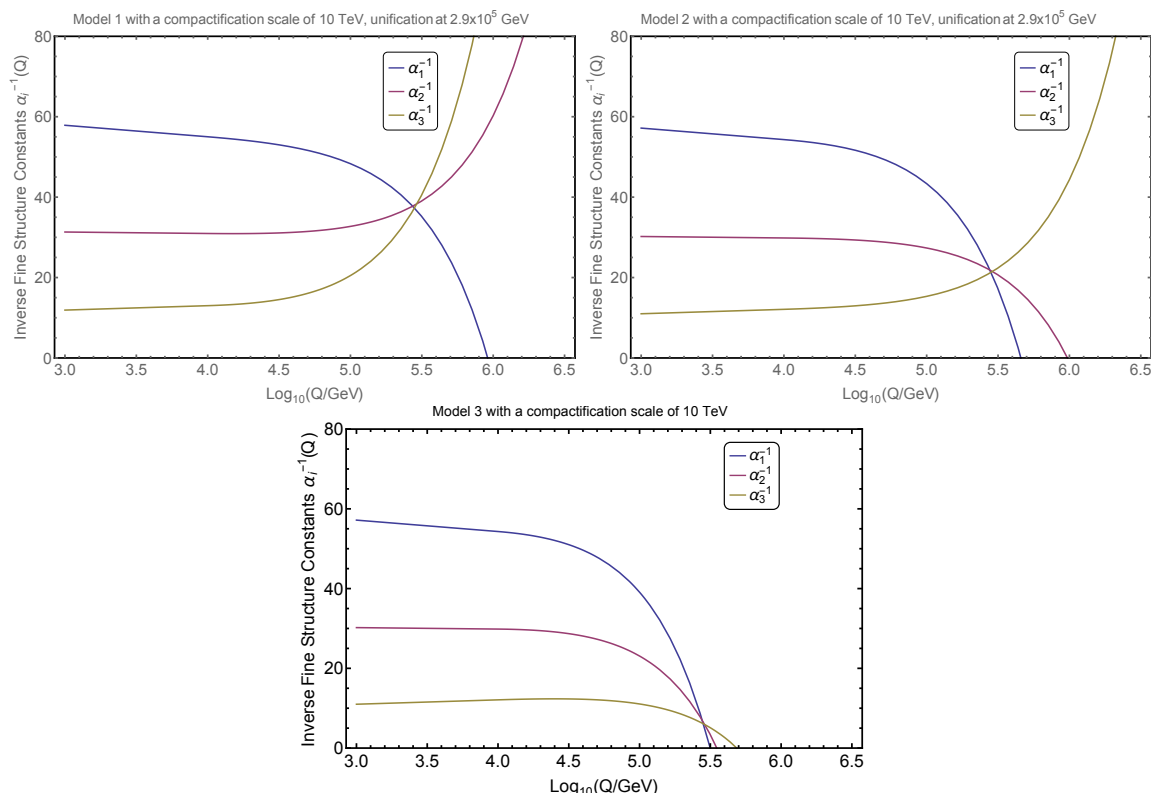 Model 1 with a compactification scale of 10 TeV, unification at 2.9x10⁵ GeV
Inverse Fine Structure Constants αᵢ⁻¹(Q)
80
60
40
20
0
α₁⁻¹
α₂⁻¹
α₃⁻¹
3.0 3.5 4.0 4.5 5.0 5.5 6.0 6.5
Log₁₀(Q/GeV)
Model 2 with a compactification scale of 10 TeV, unification at 2.9x10⁵ GeV
Inverse Fine Structure Constants αᵢ⁻¹(Q)
80
60
40
20
0
α₁⁻¹
α₂⁻¹
α₃⁻¹
3.0 3.5 4.0 4.5 5.0 5.5 6.0 6.5
Log₁₀(Q/GeV)
Model 3 with a compactification scale of 10 TeV
Inverse Fine Structure Constants αᵢ⁻¹(Q)
80
60
40
20
0
α₁⁻¹
α₂⁻¹
α₃⁻¹
3.0 3.5 4.0 4.5 5.0 5.5 6.0 6.5
Log₁₀(Q/GeV)